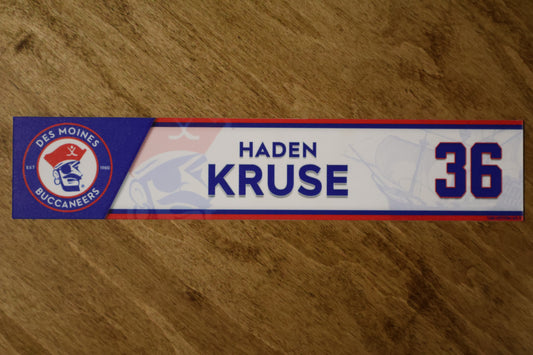 DES MOINES
EST 1980
BUCCANEERS
HADEN
KRUSE
36